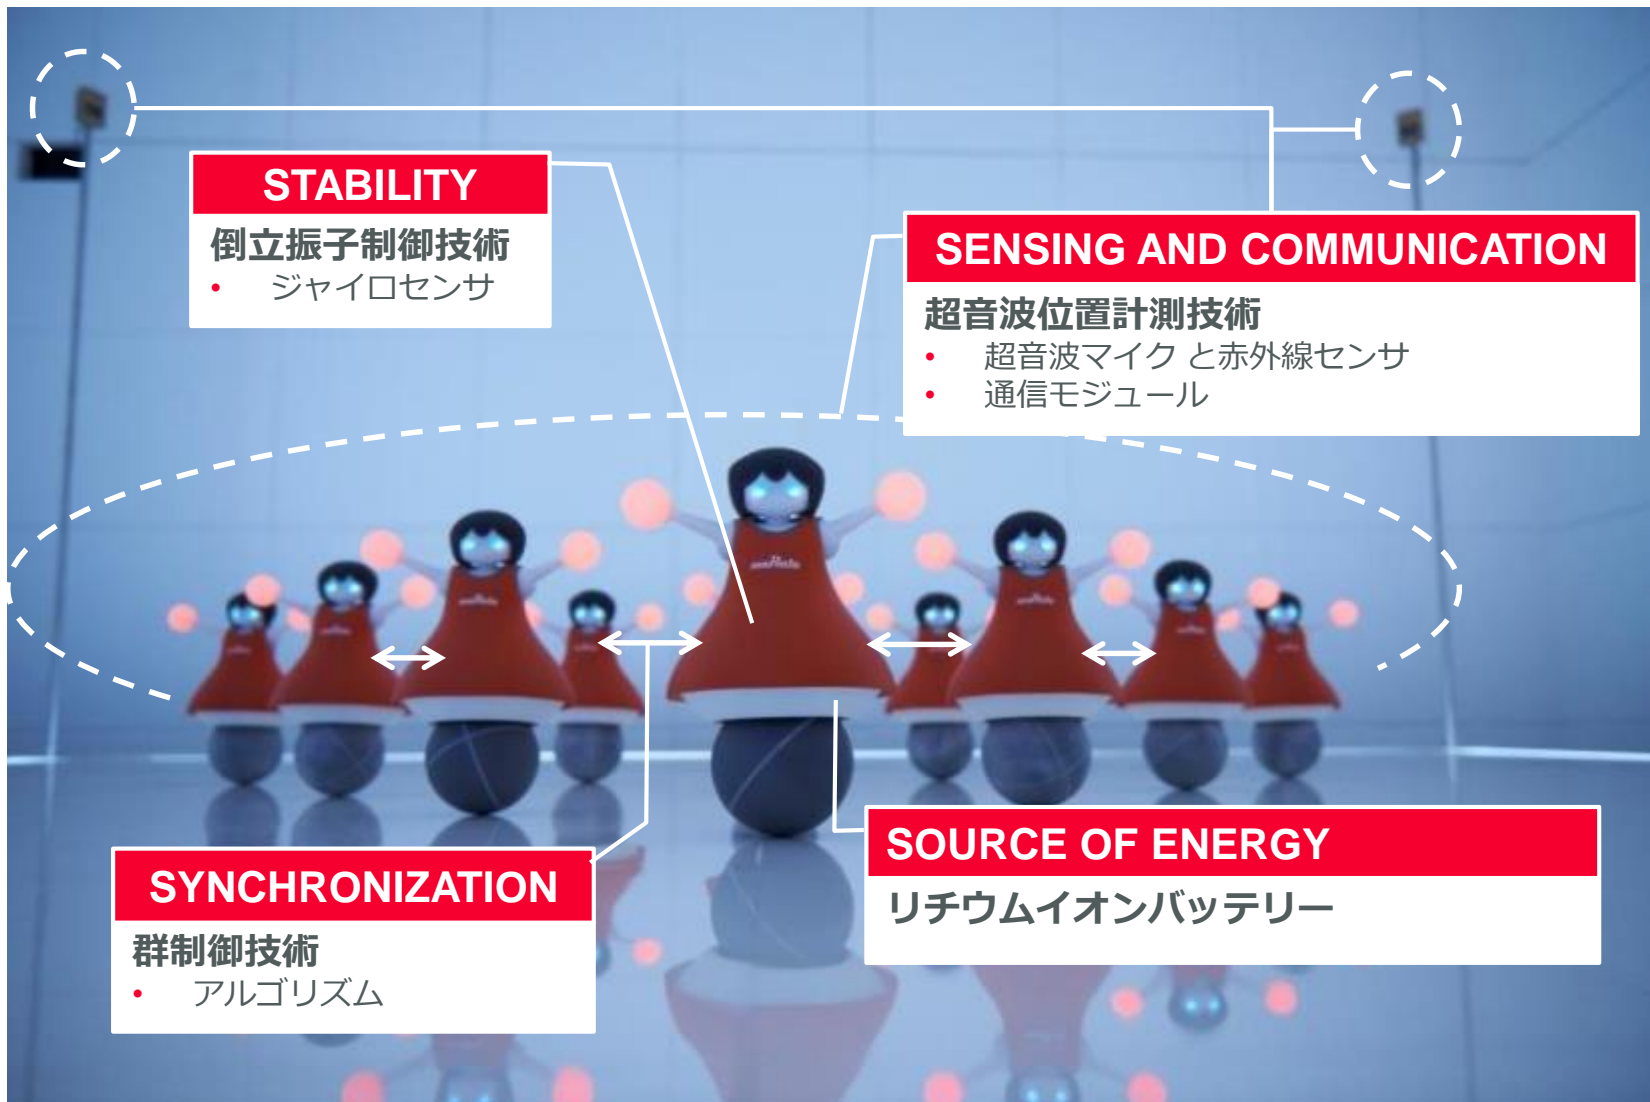 STABILITY
倒立振子制御技術
• ジャイロセンサ
SENSING AND COMMUNICATION
超音波位置計測技術
• 超音波マイク と赤外線センサ
• 通信モジュール
muRata
SYNCHRONIZATION
群制御技術
• アルゴリズム
SOURCE OF ENERGY
リチウムイオンバッテリー